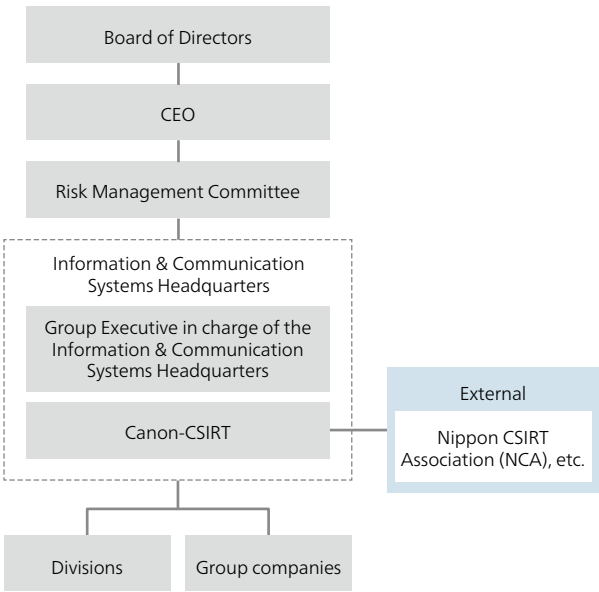 Board of Directors
CEO
Risk Management Committee
Information & Communication
Systems Headquarters
Group Executive in charge of the
Information & Communication
Systems Headquarters
Canon-CSIRT
External
Nippon CSIRT
Association (NCA), etc.
Divisions
Group companies